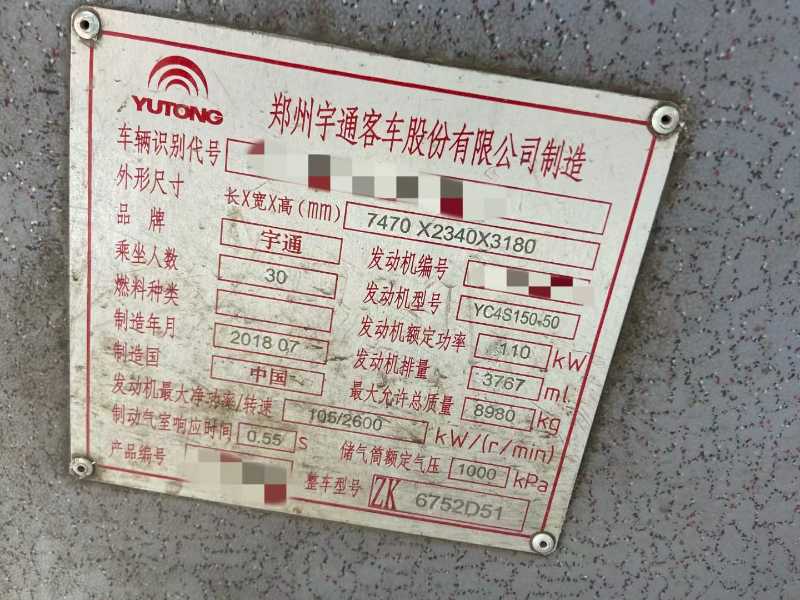 YUTONG
郑州宇通客车股份有限公司制造
车辆识别代号
外形尺寸 长X宽X高(mm) 7470 X2340X3180
品牌 宇通 发动机编号
乘坐人数 30 发动机型号 YC4S150-50
燃料种类 发动机额定功率 110 kW
制造年月 2018 07 发动机排量 3767 ml
制造国 中国 最大允许总质量 8980 kg
发动机最大净功率/转速 105/2600 kW/(r/min)
制动气室响应时间 0.55 S 储气筒额定气压 1000 kPa
产品编号 整车型号 ZK 6752D51